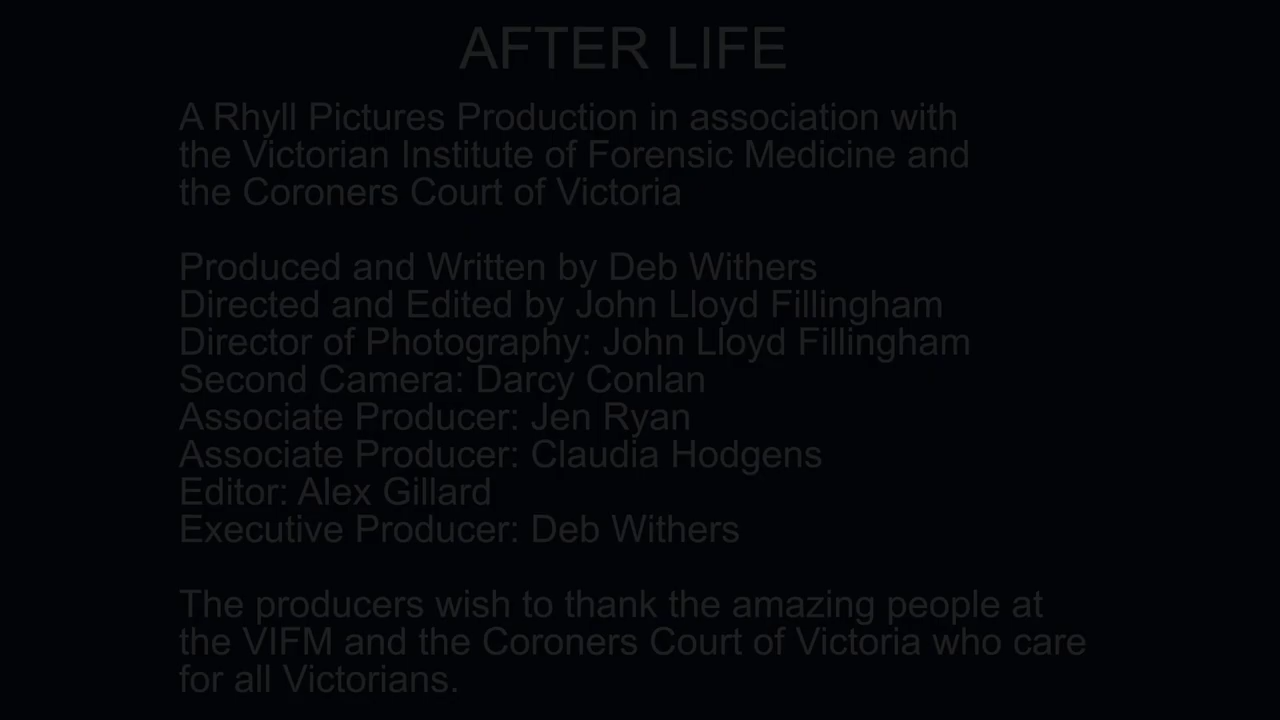 AFTER LIFE
A Rhyll Pictures Production in association with
the Victorian Institute of Forensic Medicine and
the Coroners Court of Victoria
Produced and Written by Deb Withers
Directed and Edited by John Lloyd Fillingham
Director of Photography: John Lloyd Fillingham
Second Camera: Darcy Conlan
Associate Producer: Jen Ryan
Associate Producer: Claudia Hodgens
Editor: Alex Gillard
Executive Producer: Deb Withers
The producers wish to thank the amazing people at
the VIFM and the Coroners Court of Victoria who care
for all Victorians.